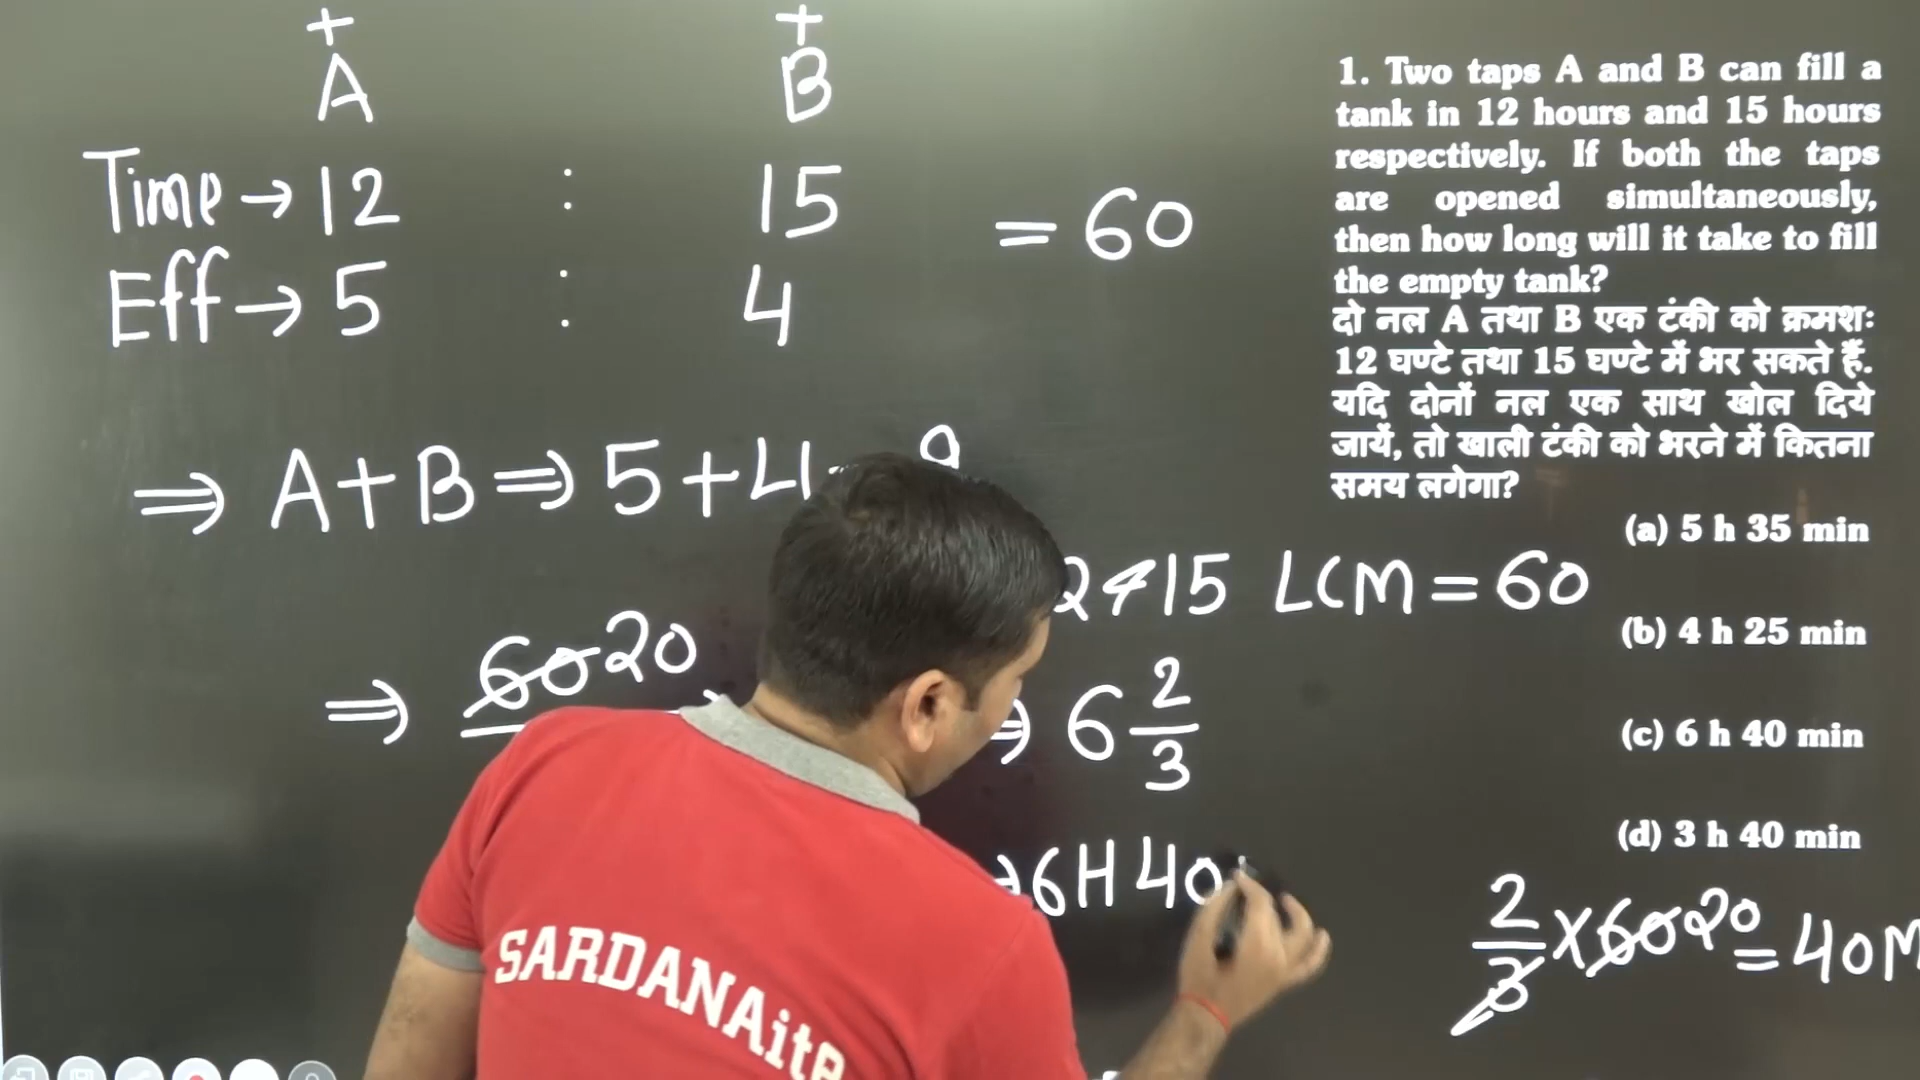 + +
A B
Time → 12 : 15 = 60
Eff → 5 : 4
⇒ A+B ⇒ 5+4
15 LCM = 60
⇒ 60 20
6 2/3
6H 40
2/3 × 60 20 = 40M
1. Two taps A and B can fill a
tank in 12 hours and 15 hours
respectively. If both the taps
are opened simultaneously,
then how long will it take to fill
the empty tank?
दो नल A तथा B एक टंकी को क्रमशः
12 घण्टे तथा 15 घण्टे में भर सकते हैं.
यदि दोनों नल एक साथ खोल दिये
जायें, तो खाली टंकी को भरने में कितना
समय लगेगा?
(a) 5 h 35 min
(b) 4 h 25 min
(c) 6 h 40 min
(d) 3 h 40 min
SARDANAite